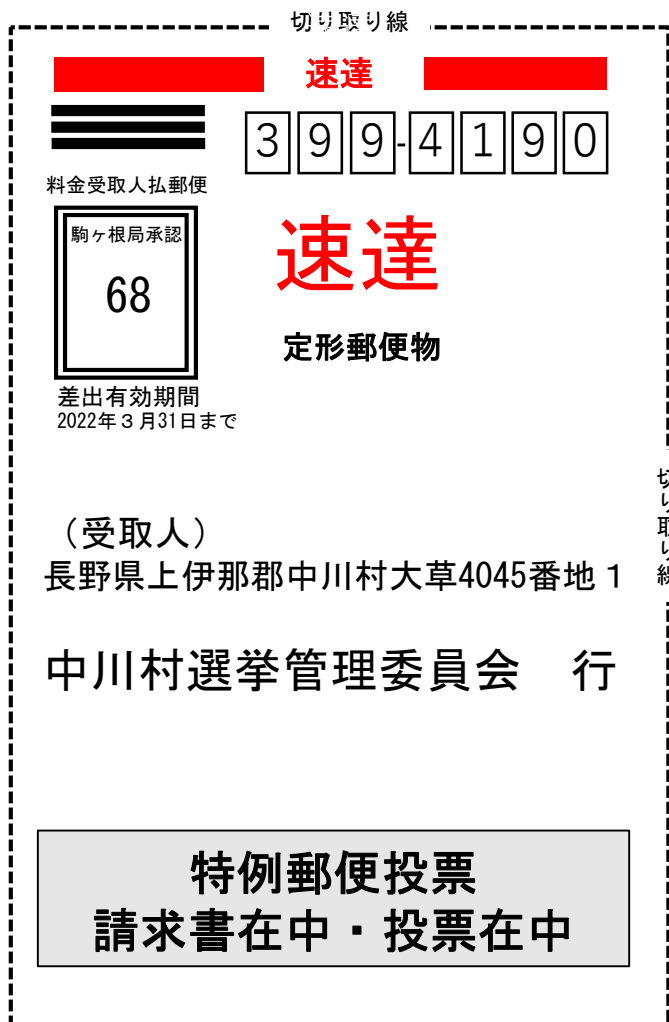 切り取り線
速達
399-4190
料金受取人払郵便
駒ヶ根局承認
68
速達
定形郵便物
差出有効期間
2022年3月31日まで
切り取り線
（受取人）
長野県上伊那郡中川村大草4045番地1
中川村選挙管理委員会　行
特例郵便投票
請求書在中・投票在中